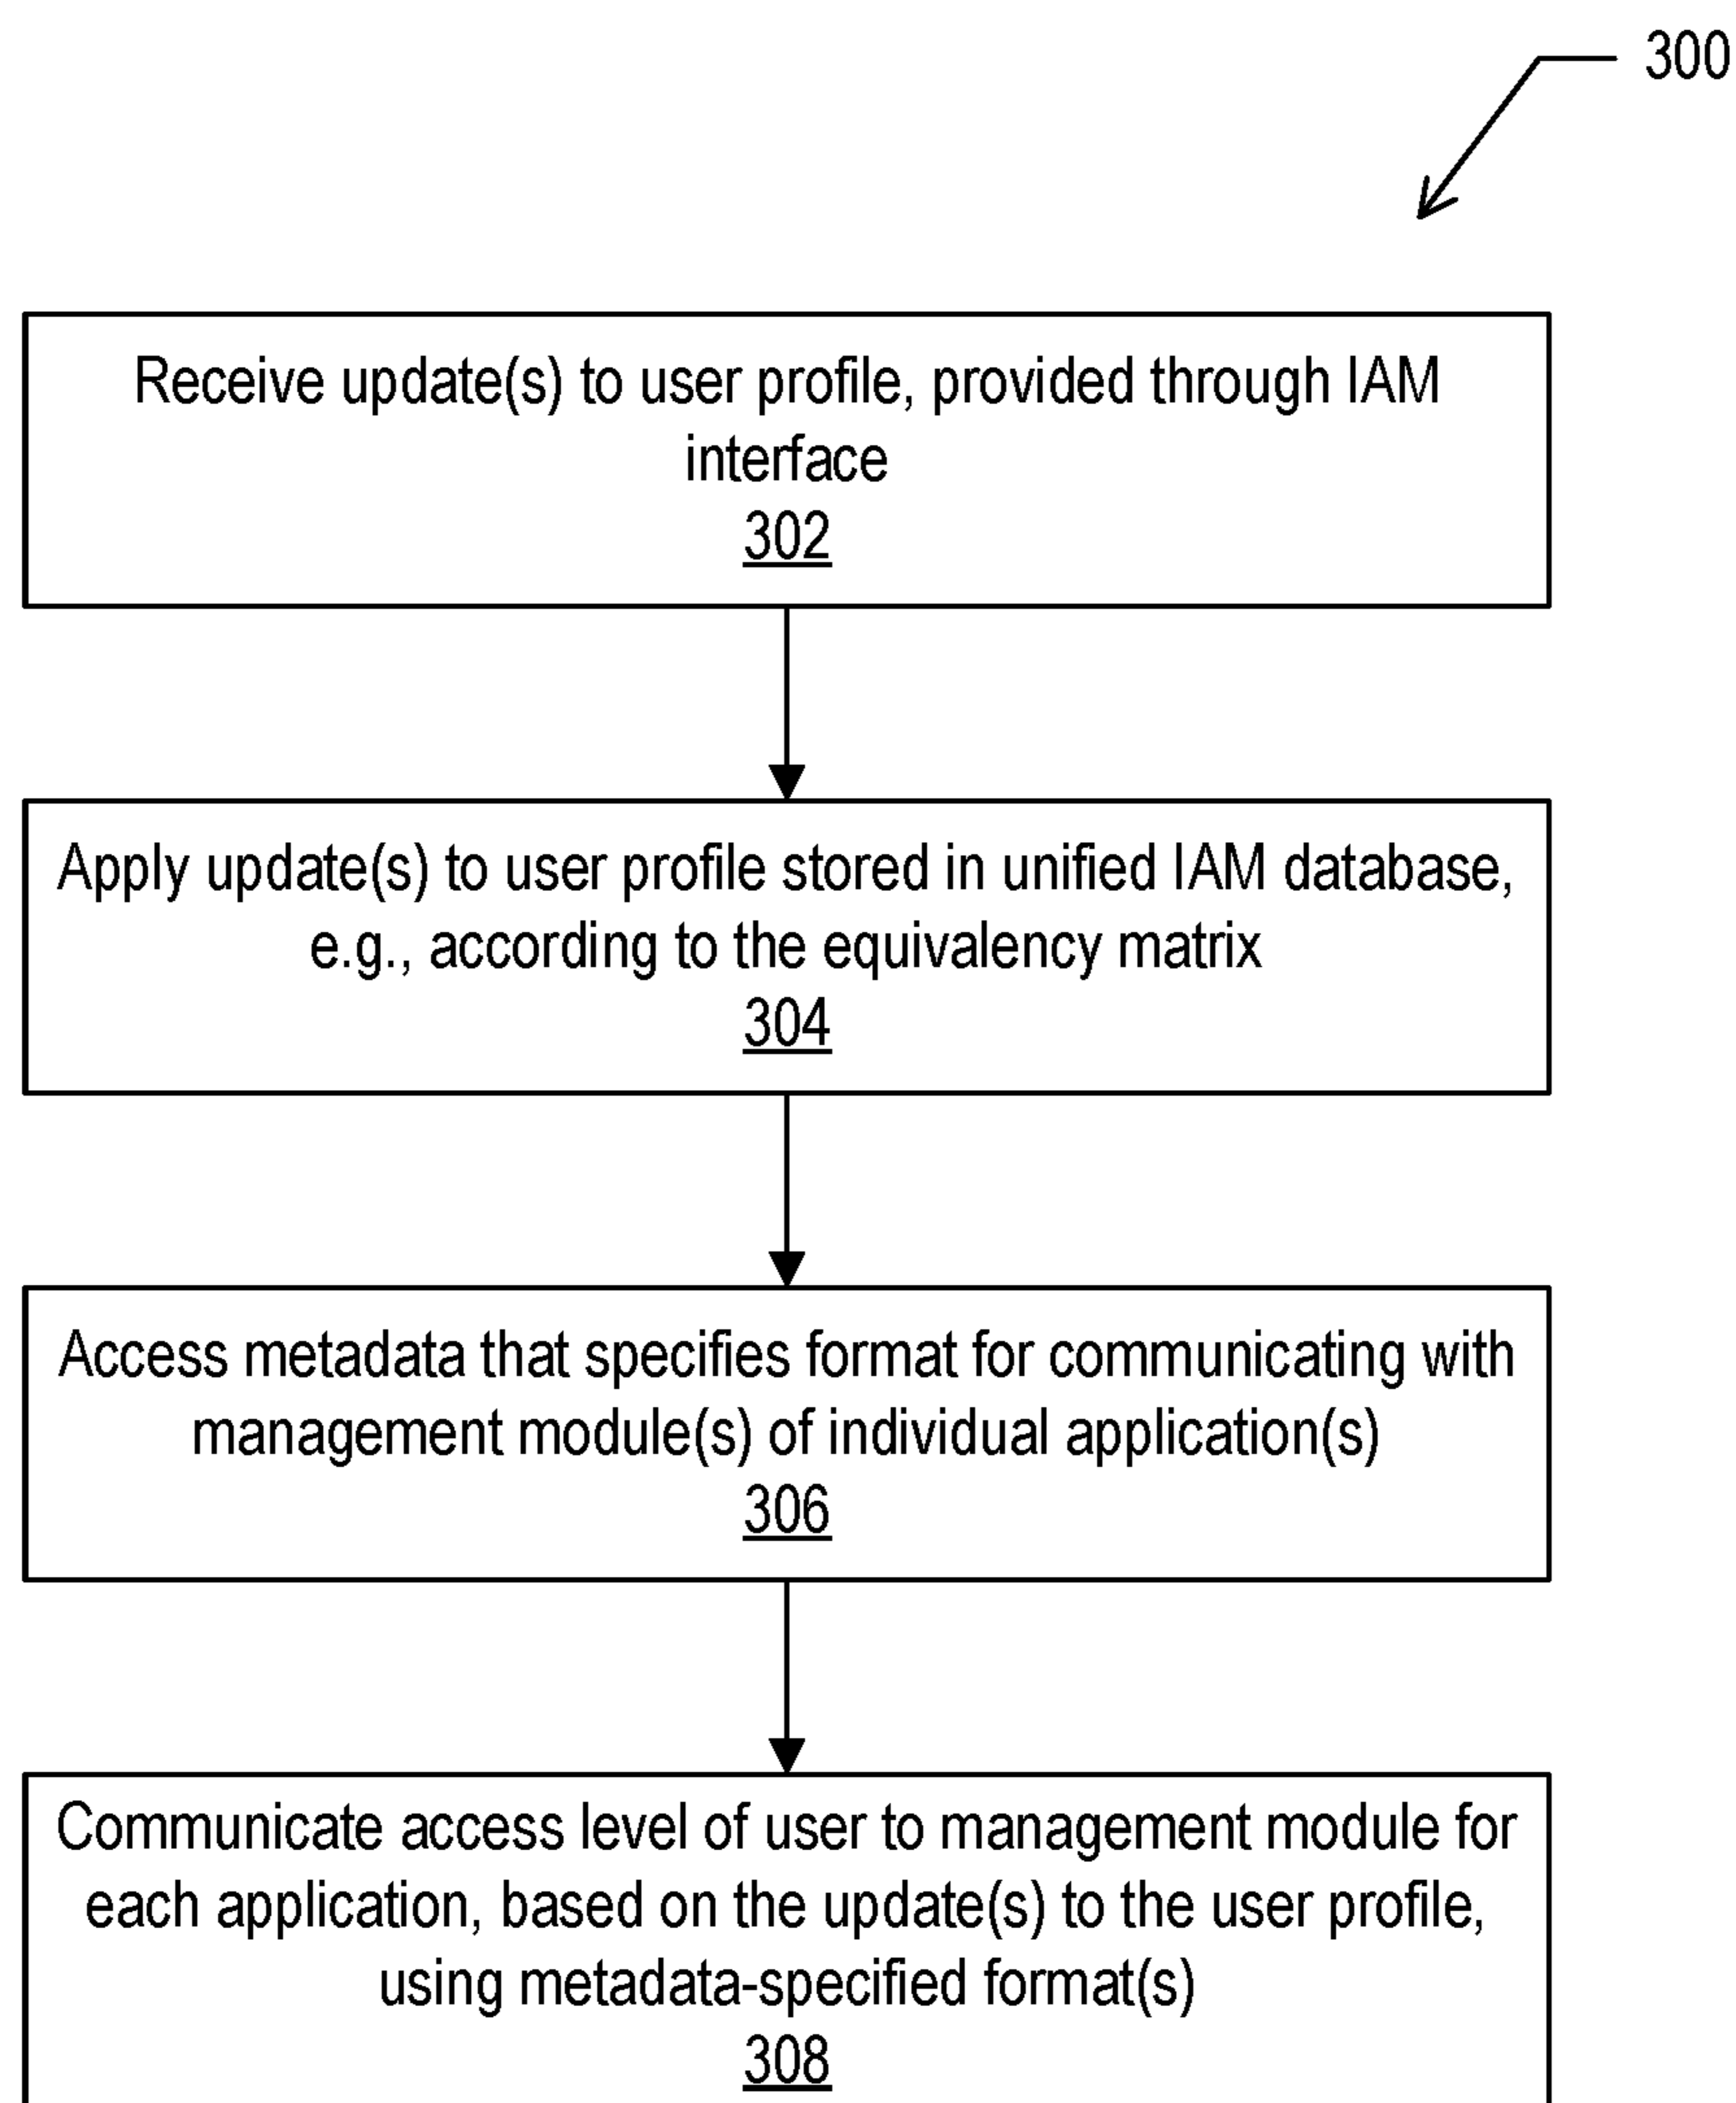 300
Receive update(s) to user profile, provided through IAM
interface
302
Apply update(s) to user profile stored in unified IAM database,
e.g., according to the equivalency matrix
304
Access metadata that specifies format for communicating with
management module(s) of individual application(s)
306
Communicate access level of user to management module for
each application, based on the update(s) to the user profile,
using metadata-specified format(s)
308